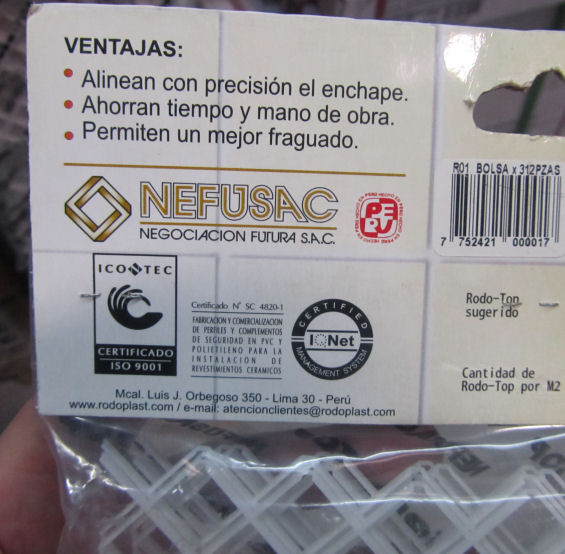 VENTAJAS:
• Alinean con precisión el enchape.
• Ahorran tiempo y mano de obra.
• Permiten un mejor fraguado.
NEFUSAC
NEGOCIACION FUTURA S.A.C.
PERU
R01 BOLSA x 312PZAS
7 752421 000017
ICONTEC
CERTIFICADO
ISO 9001
Certificado N° SC 4820-1
FABRICACIÓN Y COMERCIALIZACIÓN
DE PERFILES Y COMPLEMENTOS
DE SEGURIDAD EN PVC Y
POLIETILENO PARA LA
INSTALACION DE
REVESTIMIENTOS CERAMICOS
CERTIFIED
IQNet
MANAGEMENT SYSTEM
Rodo-Ton
sugerido
Cantidad de
Rodo-Top por M2
Mcal. Luis J. Orbegoso 350 - Lima 30 - Perú
www.rodoplast.com / e-mail: atencionclientes@rodoplast.com